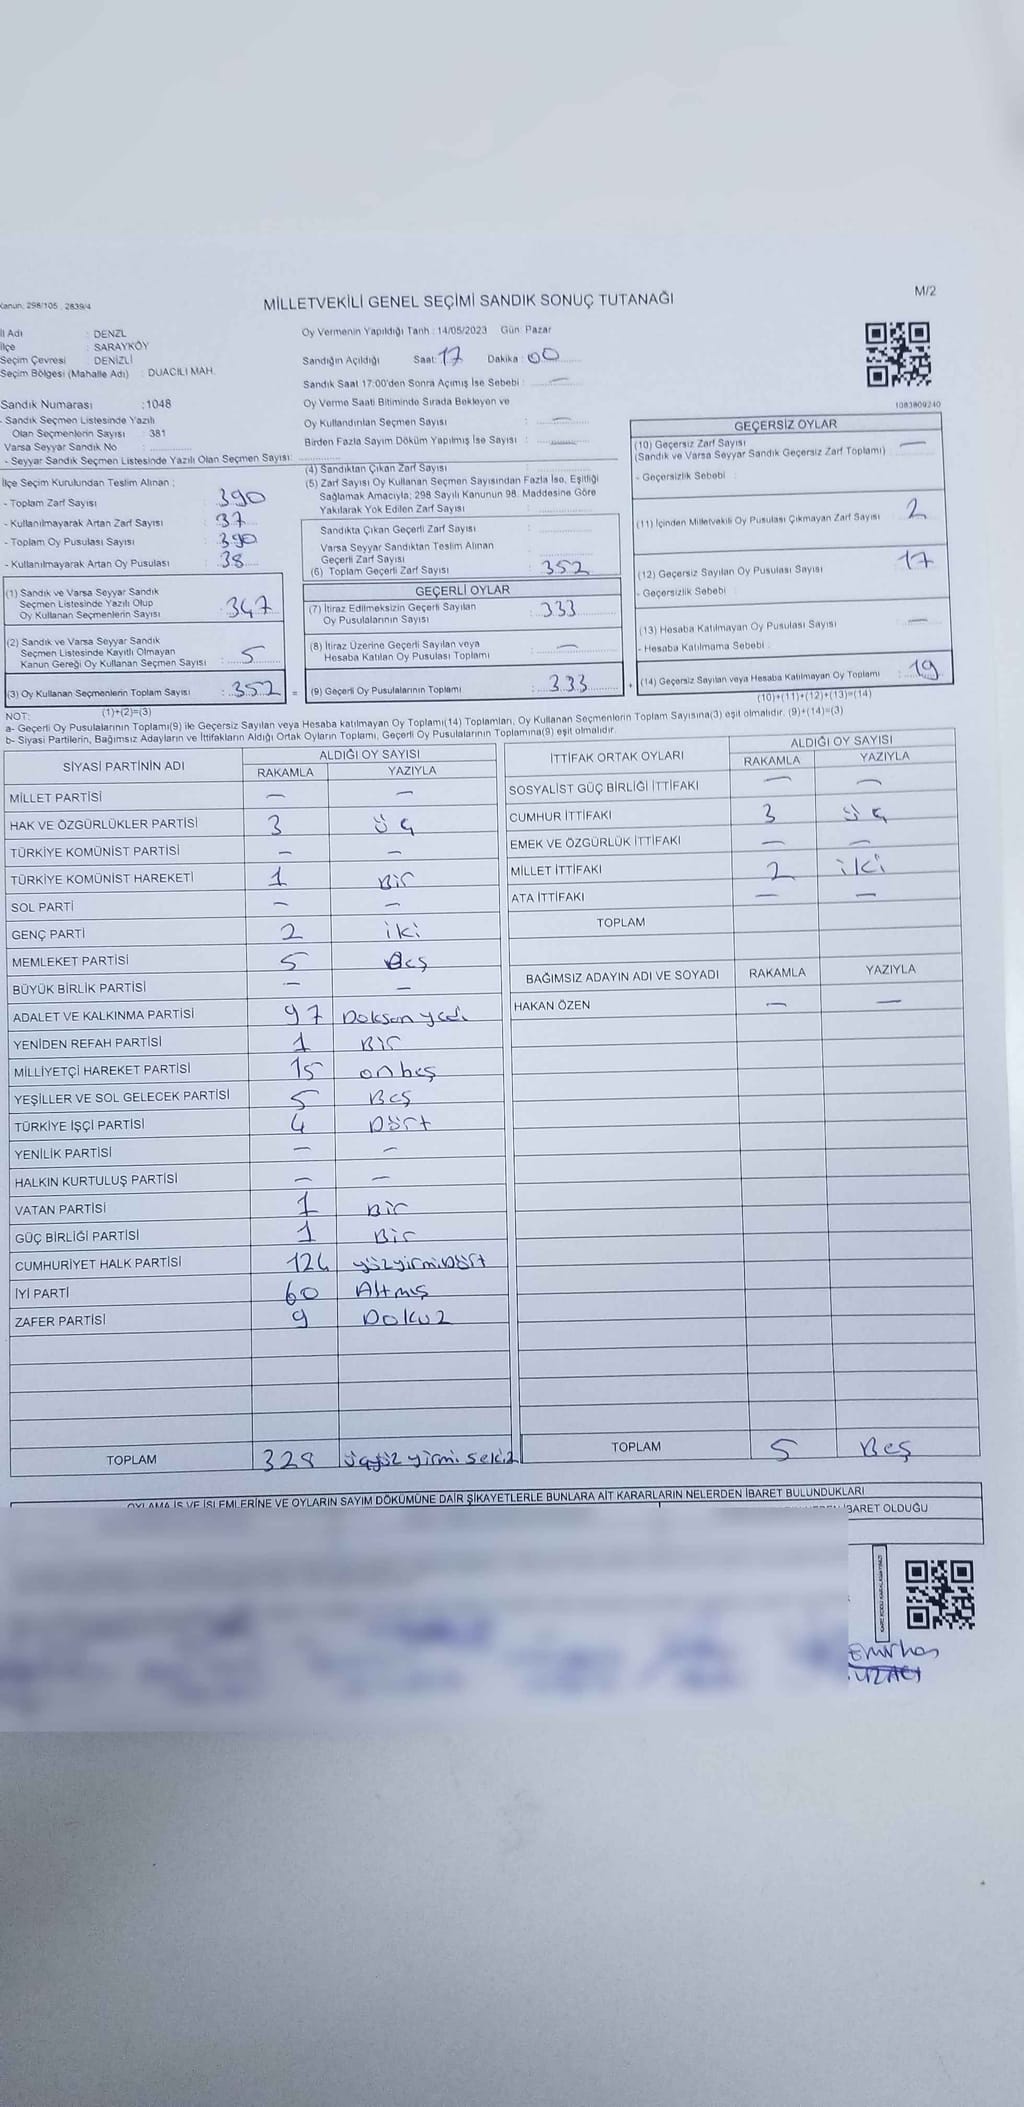 Kanun: 298/105 , 2839/4
MİLLETVEKİLİ GENEL SEÇİMİ SANDIK SONUÇ TUTANAĞI
M/2
İl Adı : DENZL
İlçe : SARAYKÖY
Seçim Çevresi : DENİZLİ
Seçim Bölgesi (Mahalle Adı) : DUACILI MAH.
Sandık Numarası :1048
- Sandık Seçmen Listesinde Yazılı
Olan Seçmenlerin Sayısı : 381
Varsa Seyyar Sandık No :
- Seyyar Sandık Seçmen Listesinde Yazılı Olan Seçmen Sayısı:
İlçe Seçim Kurulundan Teslim Alınan ;
- Toplam Zarf Sayısı : 390
- Kullanılmayarak Artan Zarf Sayısı : 37
- Toplam Oy Pusulası Sayısı : 390
- Kullanılmayarak Artan Oy Pusulası : 38
(1) Sandık ve Varsa Seyyar Sandık
Seçmen Listesinde Yazılı Olup
Oy Kullanan Seçmenlerin Sayısı : 347
(2) Sandık ve Varsa Seyyar Sandık
Seçmen Listesinde Kayıtlı Olmayan
Kanun Gereği Oy Kullanan Seçmen Sayısı : 5
(3) Oy Kullanan Seçmenlerin Toplam Sayısı : 352 =
(1)+(2)=(3)
Oy Vermenin Yapıldığı Tarih : 14/05/2023 Gün: Pazar
Sandığın Açıldığı Saat: 17 Dakika : 00
Sandık Saat 17:00'den Sonra Açımış İse Sebebi : —
Oy Verme Saati Bitiminde Sırada Bekleyen ve
Oy Kullandırılan Seçmen Sayısı : —
Birden Fazla Sayım Döküm Yapılmış İse Sayısı : —
(4) Sandıktan Çıkan Zarf Sayısı :
(5) Zarf Sayısı Oy Kullanan Seçmen Sayısından Fazla İse, Eşitliği
Sağlamak Amacıyla; 298 Sayılı Kanunun 98. Maddesine Göre
Yakılarak Yok Edilen Zarf Sayısı :
Sandıkta Çıkan Geçerli Zarf Sayısı :
Varsa Seyyar Sandıktan Teslim Alınan
Geçerli Zarf Sayısı :
(6) Toplam Geçerli Zarf Sayısı : 352
GEÇERLİ OYLAR
(7) İtiraz Edilmeksizin Geçerli Sayılan
Oy Pusulalarının Sayısı : 333
(8) İtiraz Üzerine Geçerli Sayılan veya
Hesaba Katılan Oy Pusulası Toplamı : —
(9) Geçerli Oy Pusulalarının Toplamı : 333 +
1083809240
GEÇERSİZ OYLAR
(10) Geçersiz Zarf Sayısı —
(Sandık ve Varsa Seyyar Sandık Geçersiz Zarf Toplamı)
- Geçersizlik Sebebi :
(11) İçinden Milletvekili Oy Pusulası Çıkmayan Zarf Sayısı : 2
(12) Geçersiz Sayılan Oy Pusulası Sayısı : 17
- Geçersizlik Sebebi :
(13) Hesaba Katılmayan Oy Pusulası Sayısı : —
- Hesaba Katılmama Sebebi :
(14) Geçersiz Sayılan veya Hesaba Katılmayan Oy Toplamı : 19
(10)+(11)+(12)+(13)=(14)
NOT:
a- Geçerli Oy Pusulalarının Toplamı(9) ile Geçersiz Sayılan veya Hesaba katılmayan Oy Toplamı(14) Toplamları, Oy Kullanan Seçmenlerin Toplam Sayısına(3) eşit olmalıdır. (9)+(14)=(3)
b- Siyasi Partilerin, Bağımsız Adayların ve İttifakların Aldığı Ortak Oyların Toplamı, Geçerli Oy Pusulalarının Toplamına(9) eşit olmalıdır.
SİYASİ PARTİNİN ADI ALDIĞI OY SAYISI
RAKAMLA YAZIYLA
MİLLET PARTİSİ — —
HAK VE ÖZGÜRLÜKLER PARTİSİ 3 üç
TÜRKİYE KOMÜNİST PARTİSİ — —
TÜRKİYE KOMÜNİST HAREKETİ 1 Bir
SOL PARTİ — —
GENÇ PARTİ 2 iki
MEMLEKET PARTİSİ 5 Beş
BÜYÜK BİRLİK PARTİSİ — —
ADALET VE KALKINMA PARTİSİ 97 Doksan yedi
YENİDEN REFAH PARTİSİ 1 Bir
MİLLİYETÇİ HAREKET PARTİSİ 15 onbeş
YEŞİLLER VE SOL GELECEK PARTİSİ 5 Beş
TÜRKİYE İŞÇİ PARTİSİ 4 Dört
YENİLİK PARTİSİ — —
HALKIN KURTULUŞ PARTİSİ — —
VATAN PARTİSİ 1 Bir
GÜÇ BİRLİĞİ PARTİSİ 1 Bir
CUMHURİYET HALK PARTİSİ 124 yüzyirmiDört
İYİ PARTİ 60 Altmış
ZAFER PARTİSİ 9 Dokuz
TOPLAM 328 üçyüz yirmi sekiz
İTTİFAK ORTAK OYLARI ALDIĞI OY SAYISI
RAKAMLA YAZIYLA
SOSYALİST GÜÇ BİRLİĞİ İTTİFAKI — —
CUMHUR İTTİFAKI 3 üç
EMEK VE ÖZGÜRLÜK İTTİFAKI — —
MİLLET İTTİFAKI 2 iki
ATA İTTİFAKI — —
TOPLAM
BAĞIMSIZ ADAYIN ADI VE SOYADI RAKAMLA YAZIYLA
HAKAN ÖZEN — —
TOPLAM 5 Beş
OYLAMA İŞ VE İŞLEMLERİNE VE OYLARIN SAYIM DÖKÜMÜNE DAİR ŞİKAYETLERLE BUNLARA AİT KARARLARIN NELERDEN İBARET BULUNDUKLARI
İBARET OLDUĞU
Emirhan